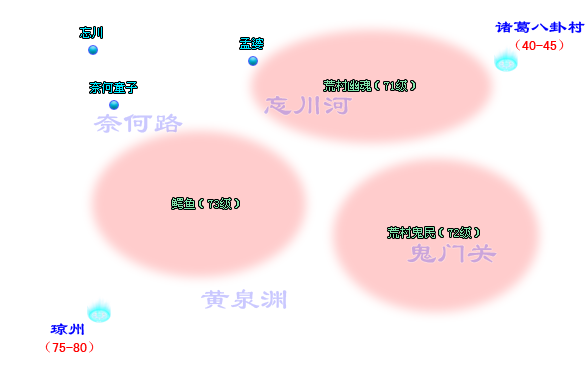 诸葛八卦村
（40-45）
忘川
孟婆
奈何童子
荒村幽魂（71级）
忘川河
奈何路
鳄鱼（73级）
荒村鬼民（72级）
鬼门关
黄泉渊
琼州
（75-80）